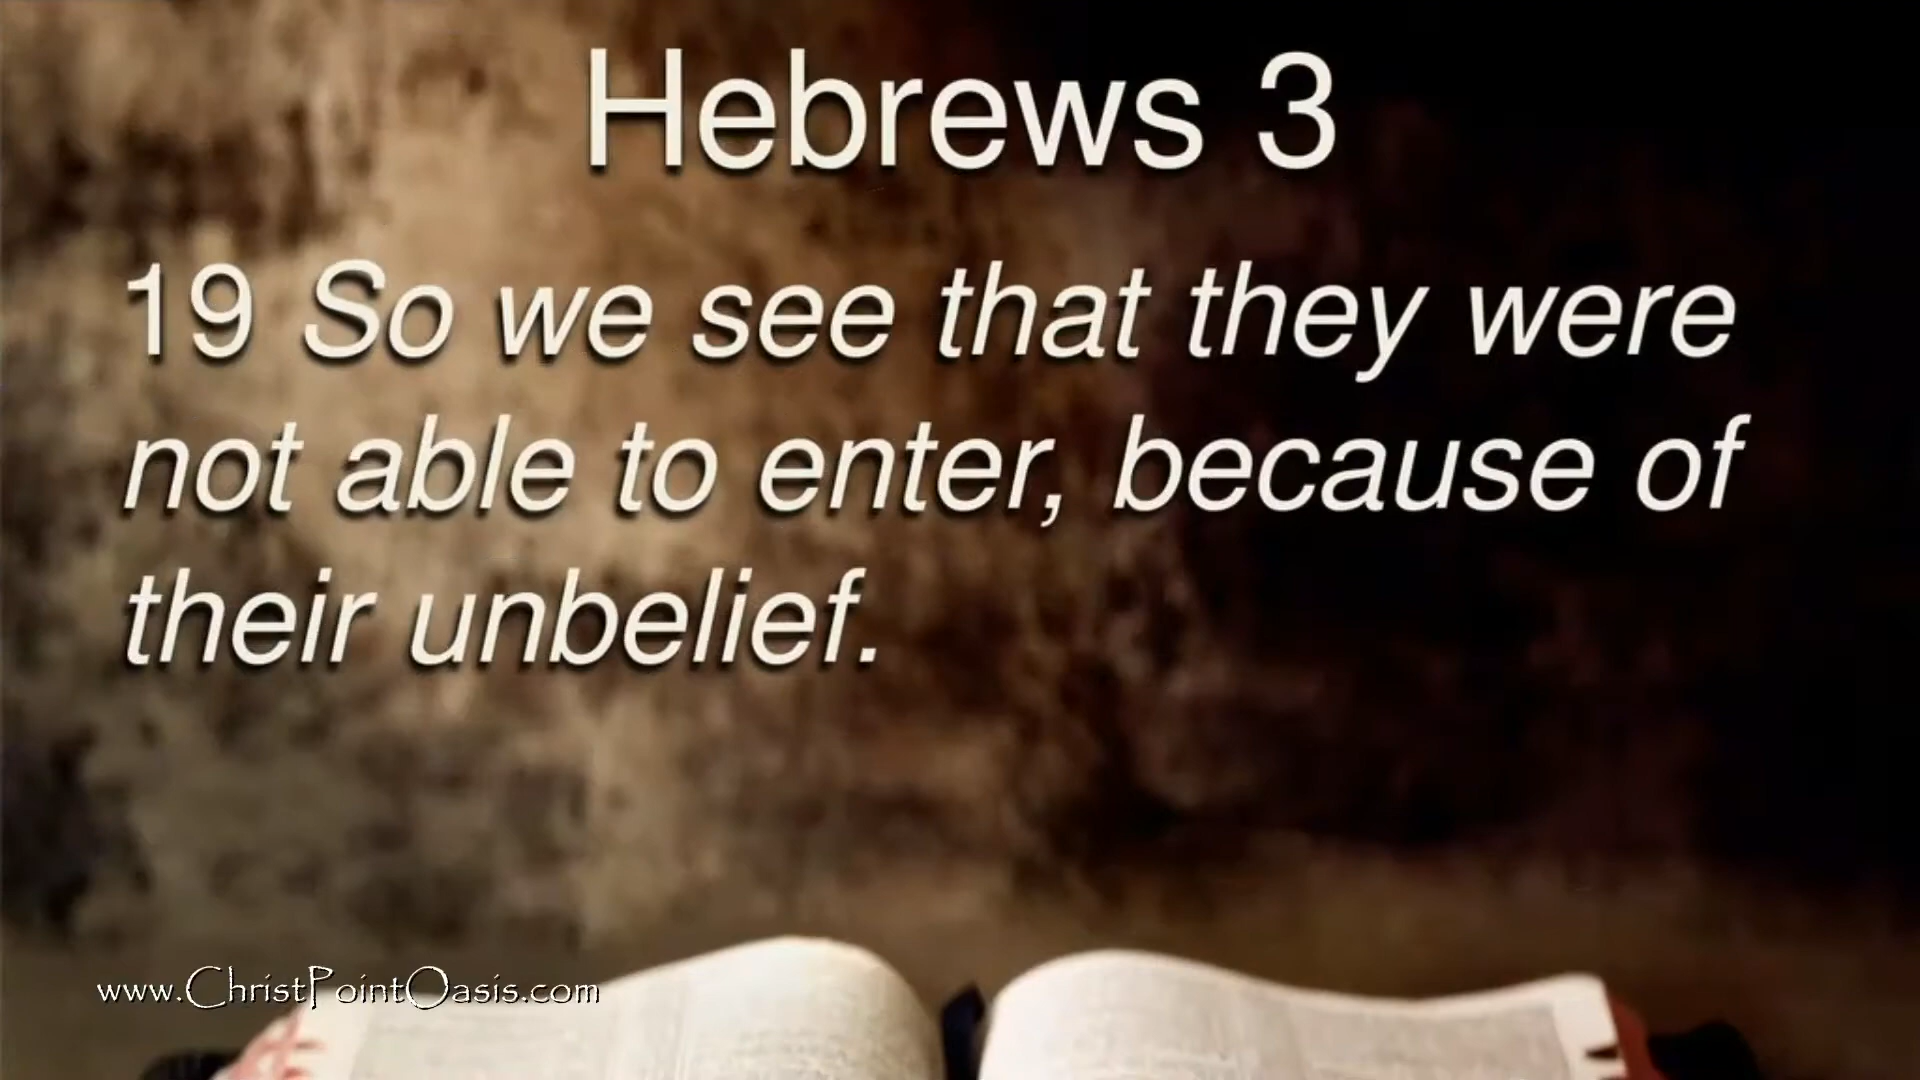 Hebrews 3
19 So we see that they were
not able to enter, because of
their unbelief.
www.ChristPointOasis.com